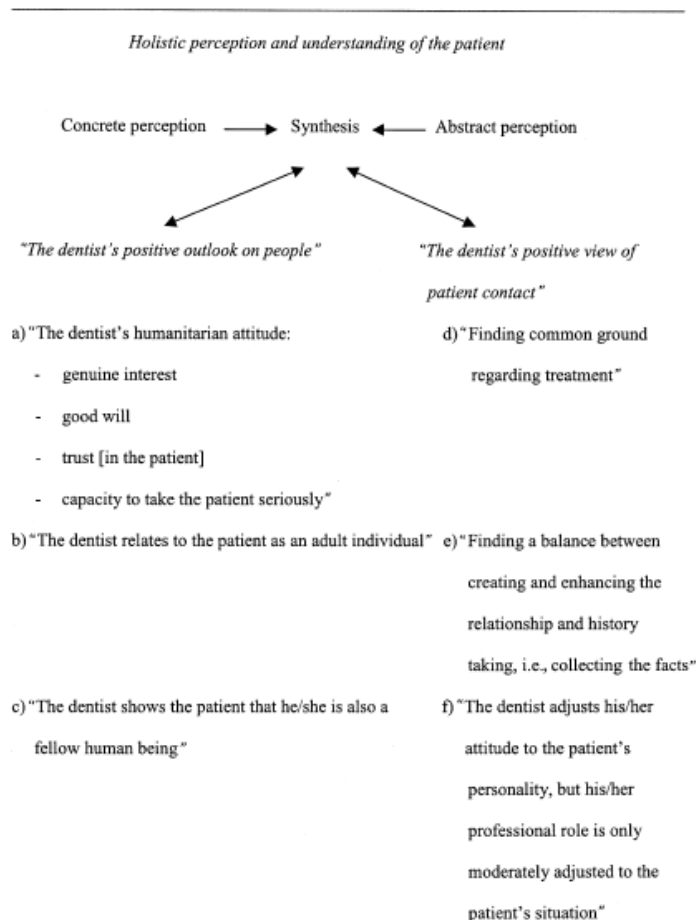 Holistic perception and understanding of the patient
Concrete perception Synthesis Abstract perception
"The dentist's positive outlook on people"
"The dentist's positive view of
patient contact"
a) "The dentist's humanitarian attitude:
- genuine interest
- good will
- trust [in the patient]
- capacity to take the patient seriously"
d) "Finding common ground
regarding treatment"
b) "The dentist relates to the patient as an adult individual"
e) "Finding a balance between
creating and enhancing the
relationship and history
taking, i.e., collecting the facts"
c) "The dentist shows the patient that he/she is also a
fellow human being"
f) "The dentist adjusts his/her
attitude to the patient's
personality, but his/her
professional role is only
moderately adjusted to the
patient's situation"